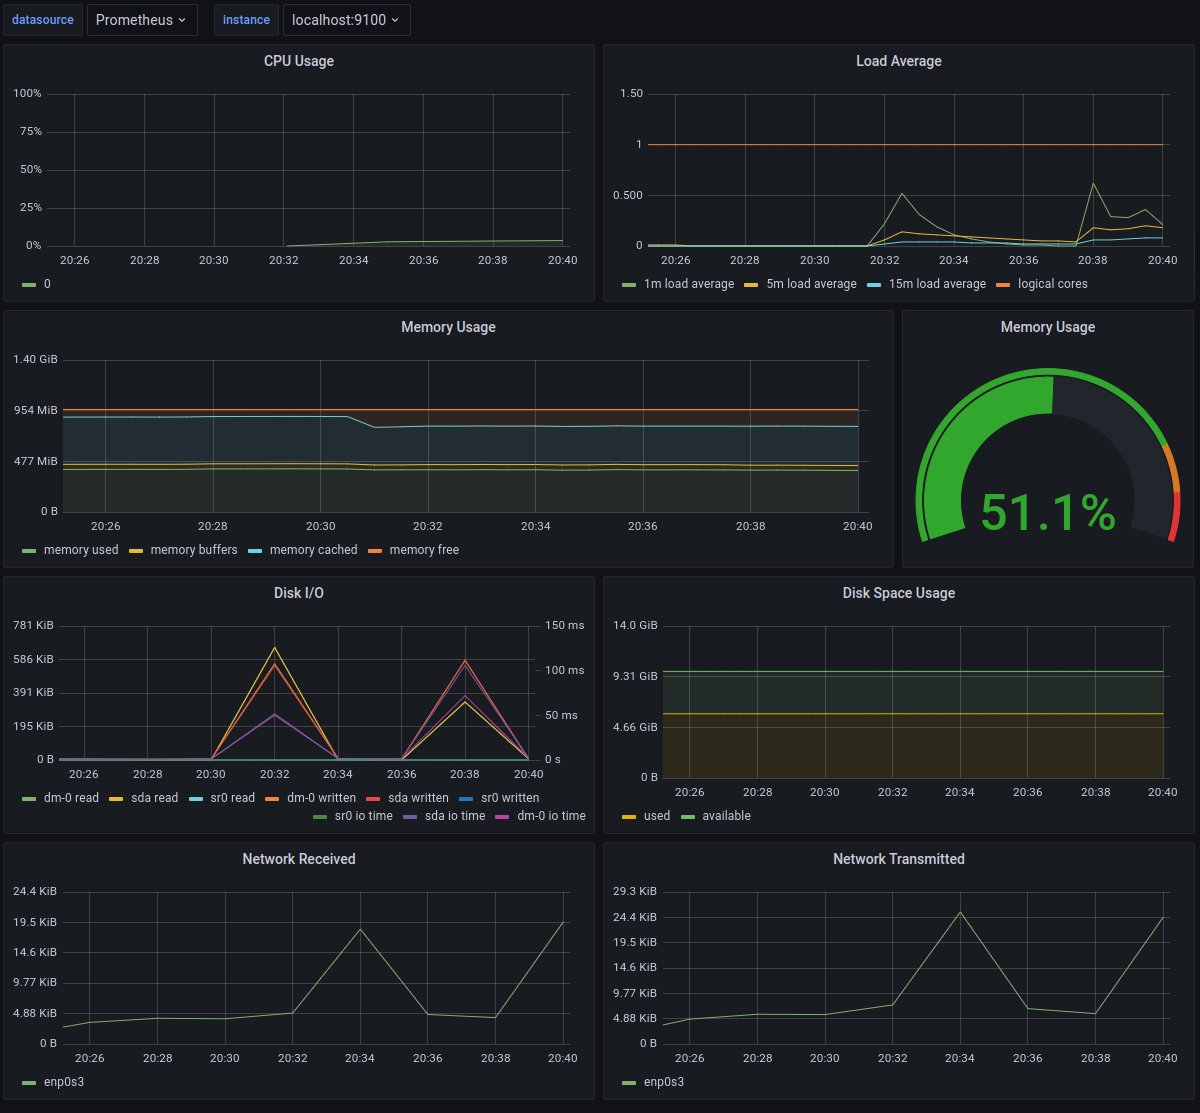 datasource Prometheus instance localhost:9100
CPU Usage
100%
75%
50%
25%
0%
20:26 20:28 20:30 20:32 20:34 20:36 20:38 20:40
0
Load Average
1.50
1
0.500
0
20:26 20:28 20:30 20:32 20:34 20:36 20:38 20:40
1m load average 5m load average 15m load average logical cores
Memory Usage
1.40 GiB
954 MiB
477 MiB
0 B
20:26 20:28 20:30 20:32 20:34 20:36 20:38 20:40
memory used memory buffers memory cached memory free
Memory Usage
51.1%
Disk I/O
781 KiB 150 ms
586 KiB 100 ms
391 KiB
195 KiB 50 ms
0 B 0 s
20:26 20:28 20:30 20:32 20:34 20:36 20:38 20:40
dm-0 read sda read sr0 read dm-0 written sda written sr0 written
sr0 io time sda io time dm-0 io time
Disk Space Usage
14.0 GiB
9.31 GiB
4.66 GiB
0 B
20:26 20:28 20:30 20:32 20:34 20:36 20:38 20:40
used available
Network Received
24.4 KiB
19.5 KiB
14.6 KiB
9.77 KiB
4.88 KiB
0 B
20:26 20:28 20:30 20:32 20:34 20:36 20:38 20:40
enp0s3
Network Transmitted
29.3 KiB
24.4 KiB
19.5 KiB
14.6 KiB
9.77 KiB
4.88 KiB
0 B
20:26 20:28 20:30 20:32 20:34 20:36 20:38 20:40
enp0s3